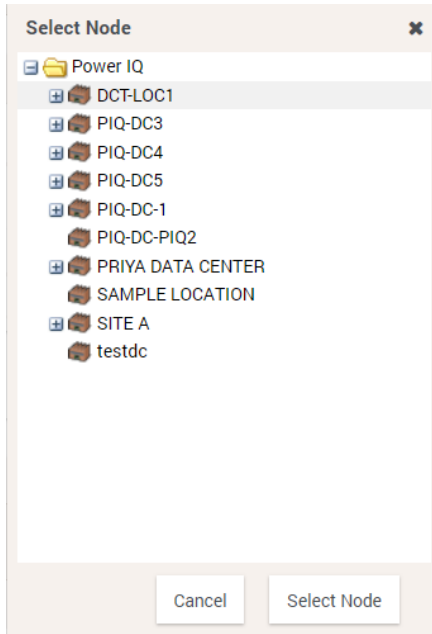 Select Node
Power IQ
DCT-LOC1
PIQ-DC3
PIQ-DC4
PIQ-DC5
PIQ-DC-1
PIQ-DC-PIQ2
PRIYA DATA CENTER
SAMPLE LOCATION
SITE A
testdc
Cancel Select Node